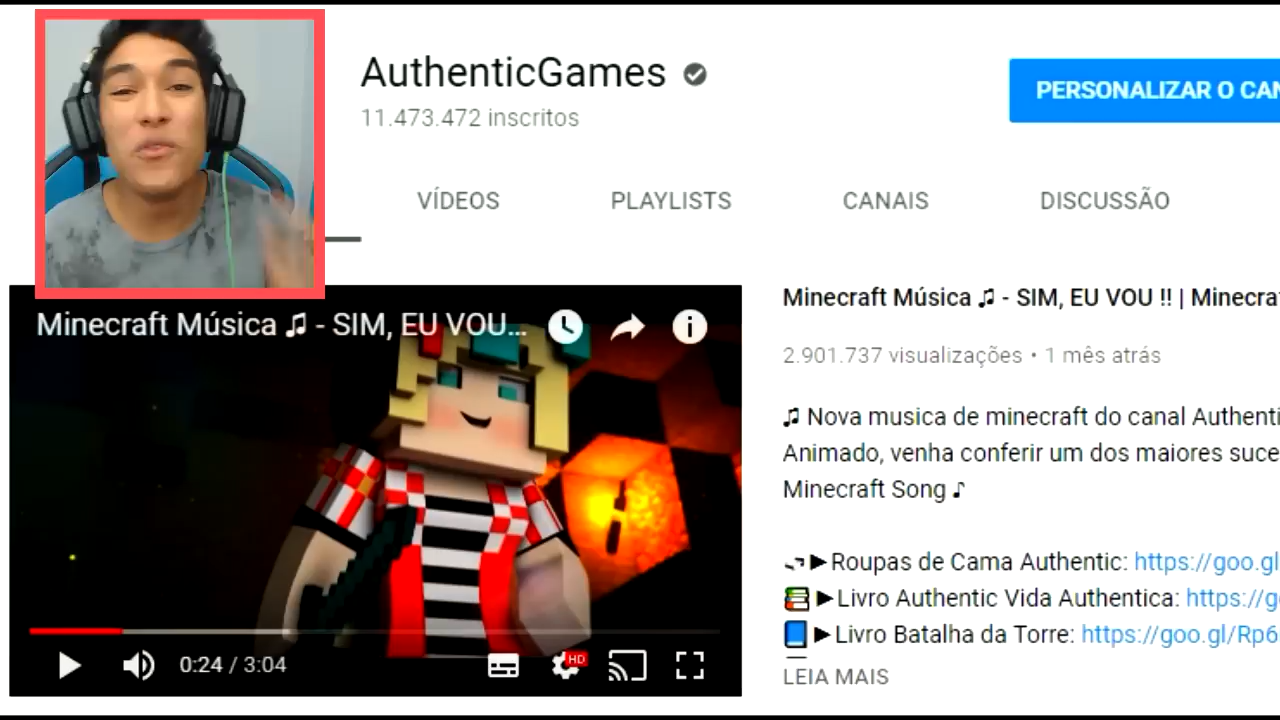 AuthenticGames
11.473.472 inscritos
PERSONALIZAR O CAN
VÍDEOS
PLAYLISTS
CANAIS
DISCUSSÃO
Minecraft Música ♫ - SIM, EU VOU...
HD
0:24 / 3:04
Minecraft Música ♫ - SIM, EU VOU !! | Minecra
2.901.737 visualizações • 1 mês atrás
♫ Nova musica de minecraft do canal Authenti
Animado, venha conferir um dos maiores suce
Minecraft Song ♪
►Roupas de Cama Authentic: https://goo.gl
►Livro Authentic Vida Authentica: https://g
►Livro Batalha da Torre: https://goo.gl/Rp6
LEIA MAIS